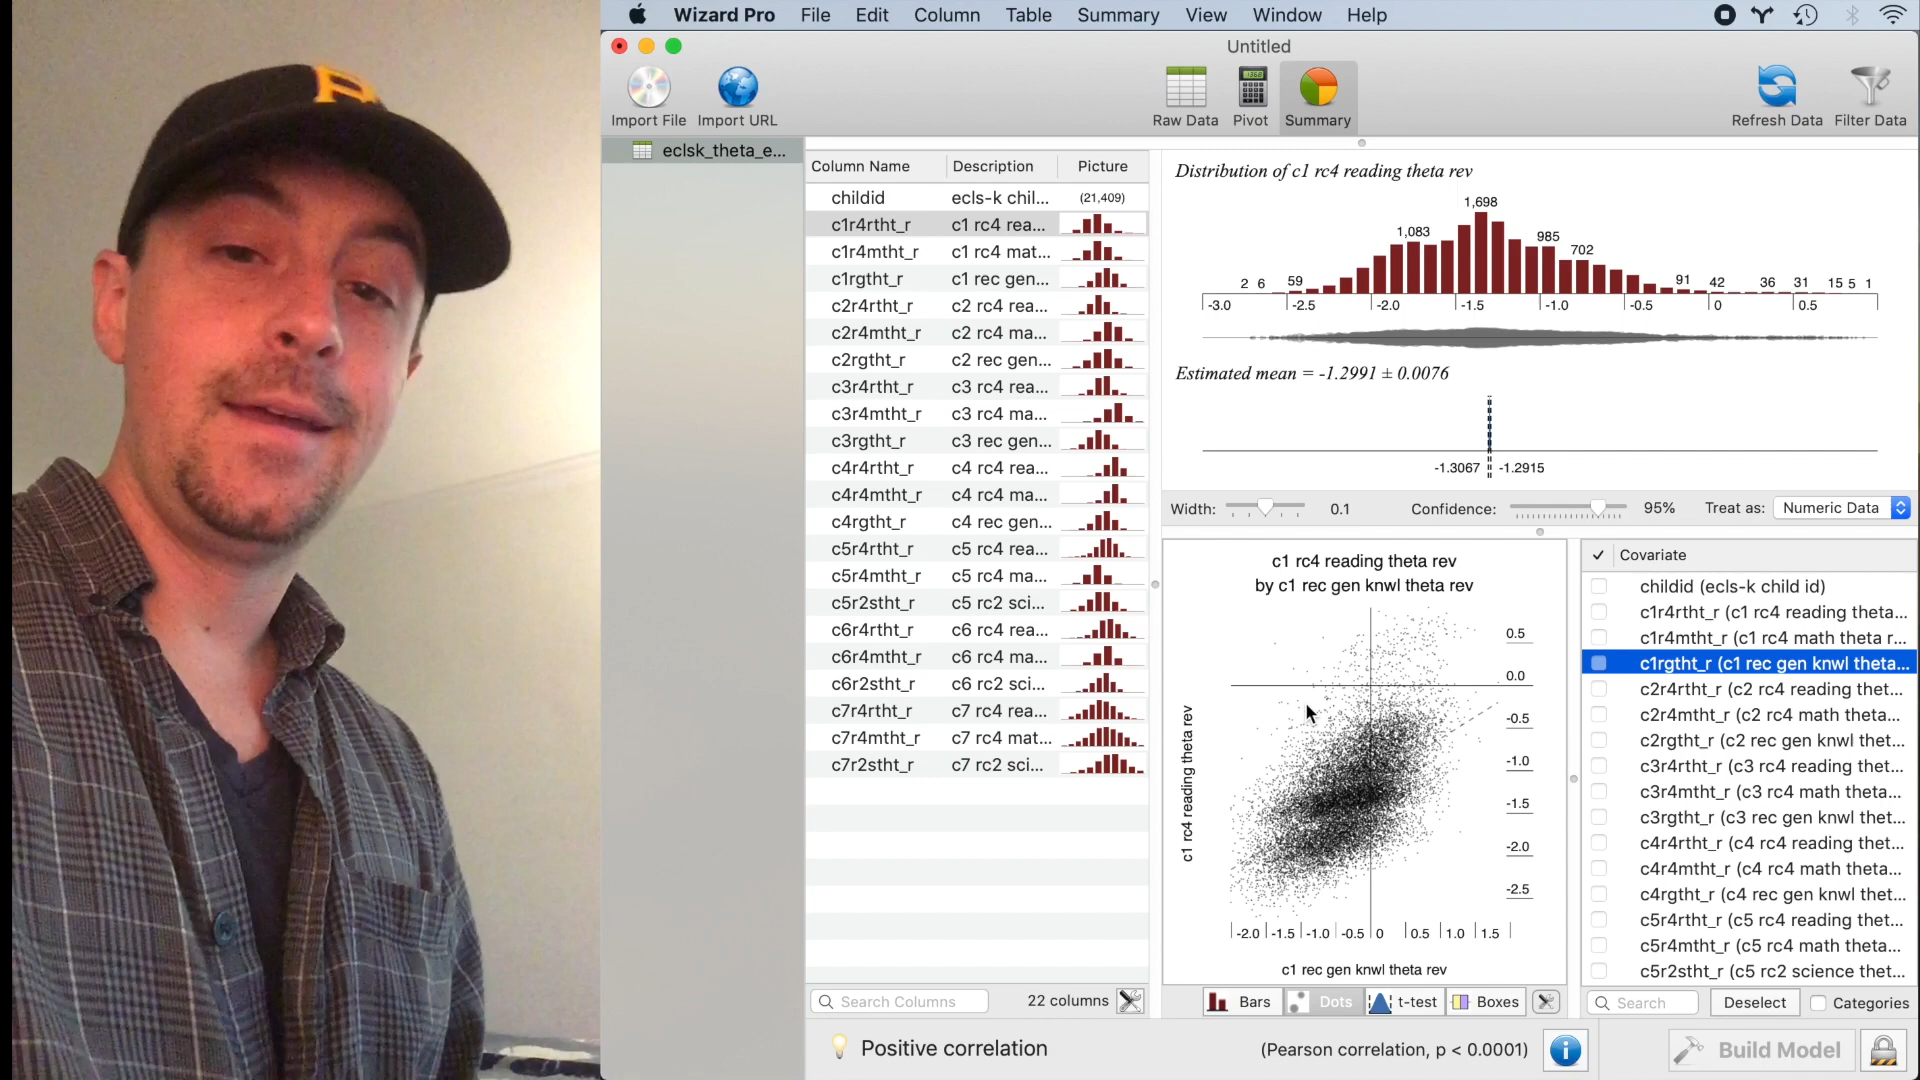 Wizard Pro File Edit Column Table Summary View Window Help
Untitled
Import File Import URL Raw Data Pivot Summary Refresh Data Filter Data
eclsk_theta_e...
Column Name Description Picture
childid ecls-k chil... (21,409)
c1r4rtht_r c1 rc4 rea...
c1r4mtht_r c1 rc4 mat...
c1rgtht_r c1 rec gen...
c2r4rtht_r c2 rc4 rea...
c2r4mtht_r c2 rc4 ma...
c2rgtht_r c2 rec gen...
c3r4rtht_r c3 rc4 rea...
c3r4mtht_r c3 rc4 ma...
c3rgtht_r c3 rec gen...
c4r4rtht_r c4 rc4 rea...
c4r4mtht_r c4 rc4 ma...
c4rgtht_r c4 rec gen...
c5r4rtht_r c5 rc4 rea...
c5r4mtht_r c5 rc4 ma...
c5r2stht_r c5 rc2 sci...
c6r4rtht_r c6 rc4 rea...
c6r4mtht_r c6 rc4 ma...
c6r2stht_r c6 rc2 sci...
c7r4rtht_r c7 rc4 rea...
c7r4mtht_r c7 rc4 mat...
c7r2stht_r c7 rc2 sci...
Search Columns 22 columns
Distribution of c1 rc4 reading theta rev
1,698
1,083 985
702
2 6 59 91 42 36 31 15 5 1
-3.0 -2.5 -2.0 -1.5 -1.0 -0.5 0 0.5
Estimated mean = -1.2991 ± 0.0076
-1.3067 -1.2915
Width: 0.1 Confidence: 95% Treat as: Numeric Data
c1 rc4 reading theta rev
by c1 rec gen knwl theta rev
0.5
0.0
-0.5
-1.0
-1.5
-2.0
-2.5
c1 rc4 reading theta rev
-2.0 -1.5 -1.0 -0.5 0 0.5 1.0 1.5
c1 rec gen knwl theta rev
Bars Dots t-test Boxes
✓ Covariate
childid (ecls-k child id)
c1r4rtht_r (c1 rc4 reading theta...
c1r4mtht_r (c1 rc4 math theta r...
c1rgtht_r (c1 rec gen knwl theta...
c2r4rtht_r (c2 rc4 reading thet...
c2r4mtht_r (c2 rc4 math theta...
c2rgtht_r (c2 rec gen knwl thet...
c3r4rtht_r (c3 rc4 reading thet...
c3r4mtht_r (c3 rc4 math theta...
c3rgtht_r (c3 rec gen knwl thet...
c4r4rtht_r (c4 rc4 reading thet...
c4r4mtht_r (c4 rc4 math theta...
c4rgtht_r (c4 rec gen knwl thet...
c5r4rtht_r (c5 rc4 reading thet...
c5r4mtht_r (c5 rc4 math theta...
c5r2stht_r (c5 rc2 science thet...
Search Deselect Categories
Positive correlation (Pearson correlation, p < 0.0001) Build Model